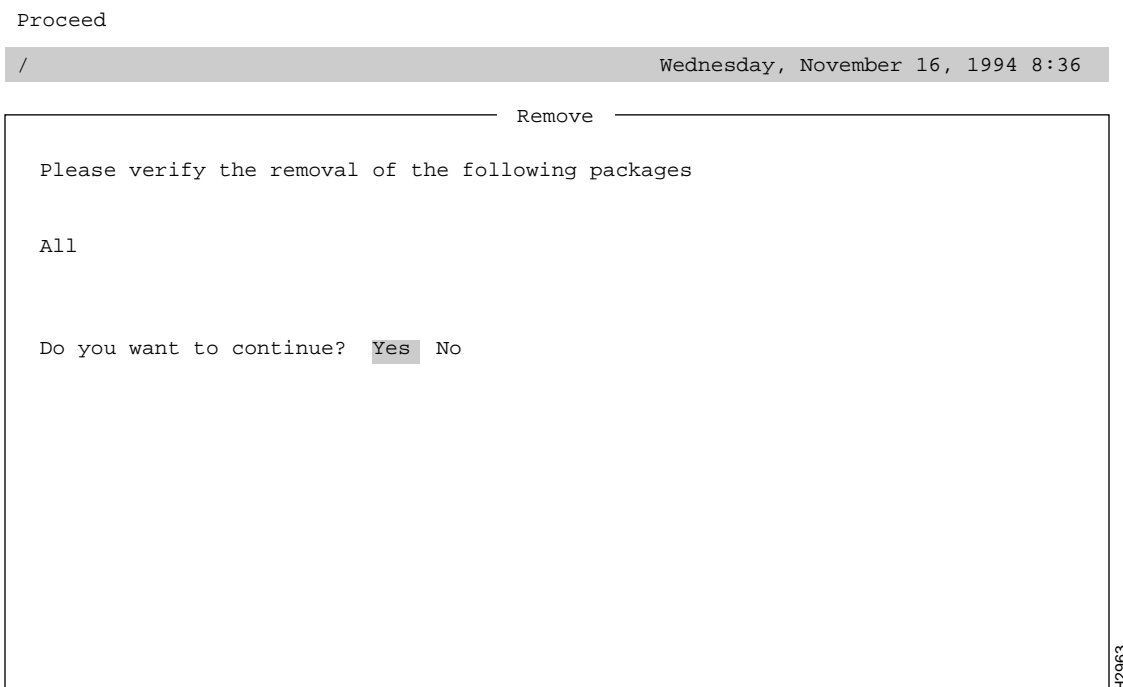 Proceed
/ Wednesday, November 16, 1994 8:36
Remove
Please verify the removal of the following packages
All
Do you want to continue? Yes No
H2963